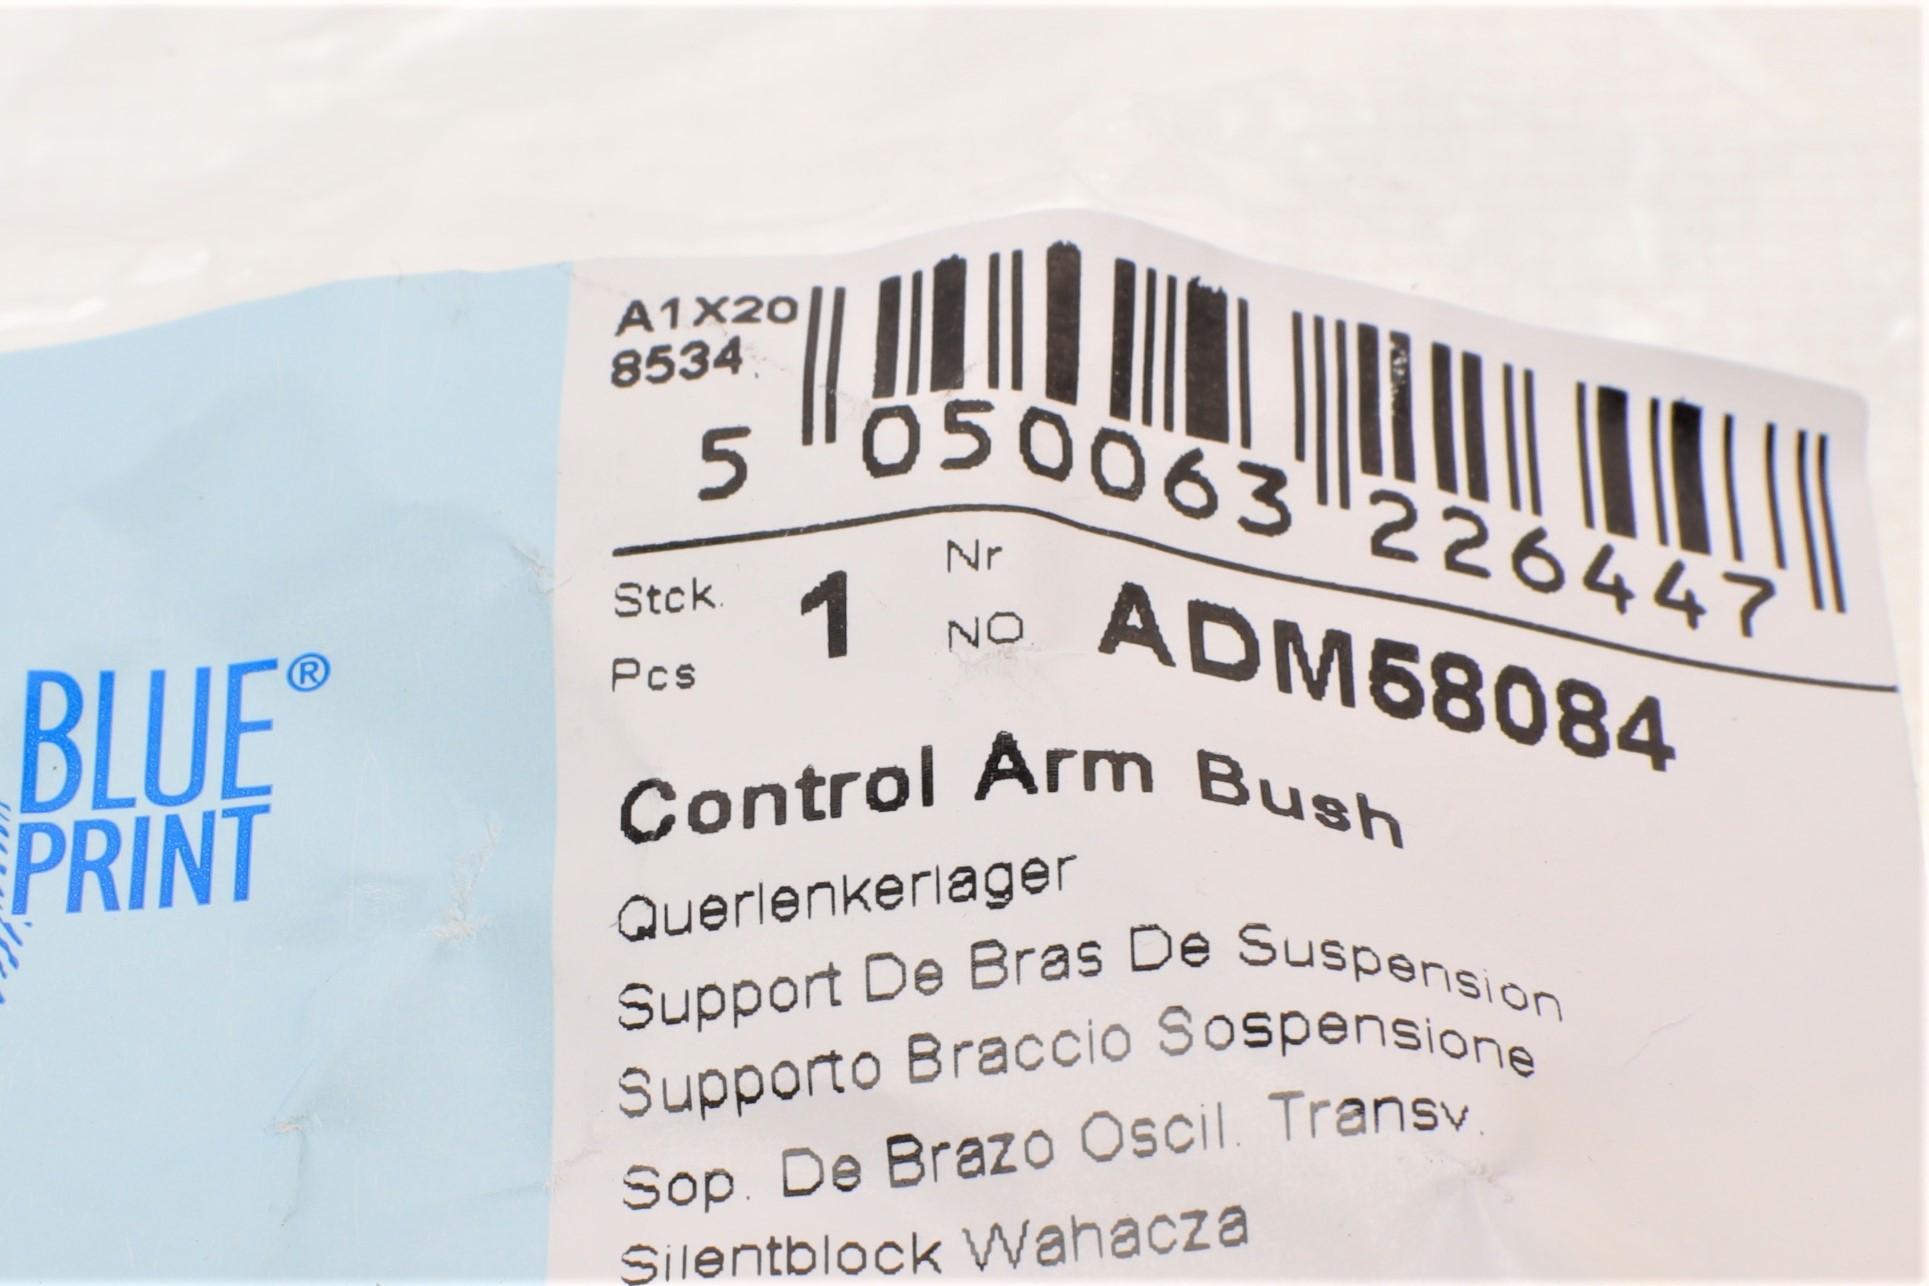 A1X20
8534
5 050063 226447
Stck. 1 Nr
Pcs NO. ADM58084
BLUE®
PRINT
Control Arm Bush
Querlenkerlager
Support De Bras De Suspension
Supporto Braccio Sospensione
Sop. De Brazo Oscil. Transv.
Silentblock Wahacza